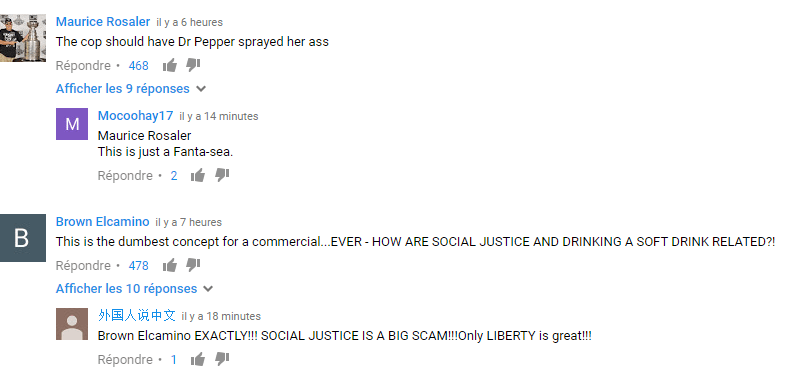 Maurice Rosaler il y a 6 heures
The cop should have Dr Pepper sprayed her ass
Répondre • 468
Afficher les 9 réponses
M
Mocoohay17 il y a 14 minutes
Maurice Rosaler
This is just a Fanta-sea.
Répondre • 2
B
Brown Elcamino il y a 7 heures
This is the dumbest concept for a commercial...EVER - HOW ARE SOCIAL JUSTICE AND DRINKING A SOFT DRINK RELATED?!
Répondre • 478
Afficher les 10 réponses
外国人说中文 il y a 18 minutes
Brown Elcamino EXACTLY!!! SOCIAL JUSTICE IS A BIG SCAM!!!Only LIBERTY is great!!!
Répondre • 1